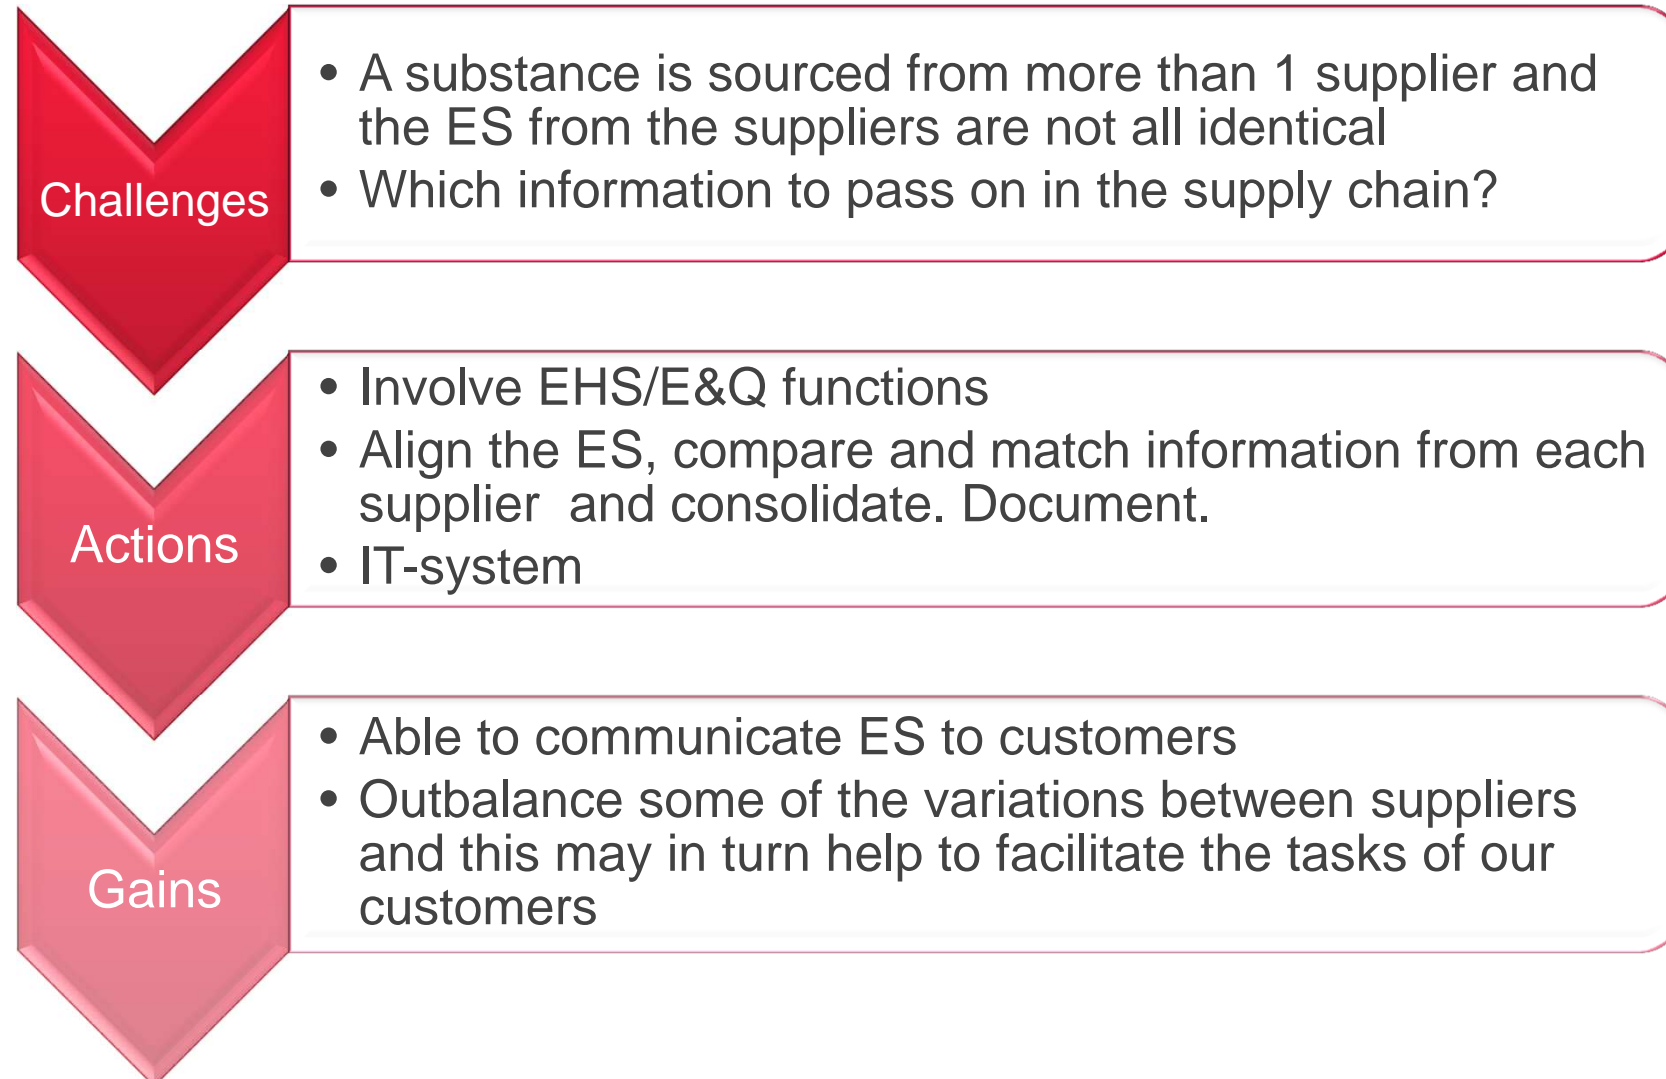 Challenges
• A substance is sourced from more than 1 supplier and
the ES from the suppliers are not all identical
• Which information to pass on in the supply chain?
Actions
• Involve EHS/E&Q functions
• Align the ES, compare and match information from each
supplier  and consolidate. Document.
• IT-system
Gains
• Able to communicate ES to customers
• Outbalance some of the variations between suppliers
and this may in turn help to facilitate the tasks of our
customers